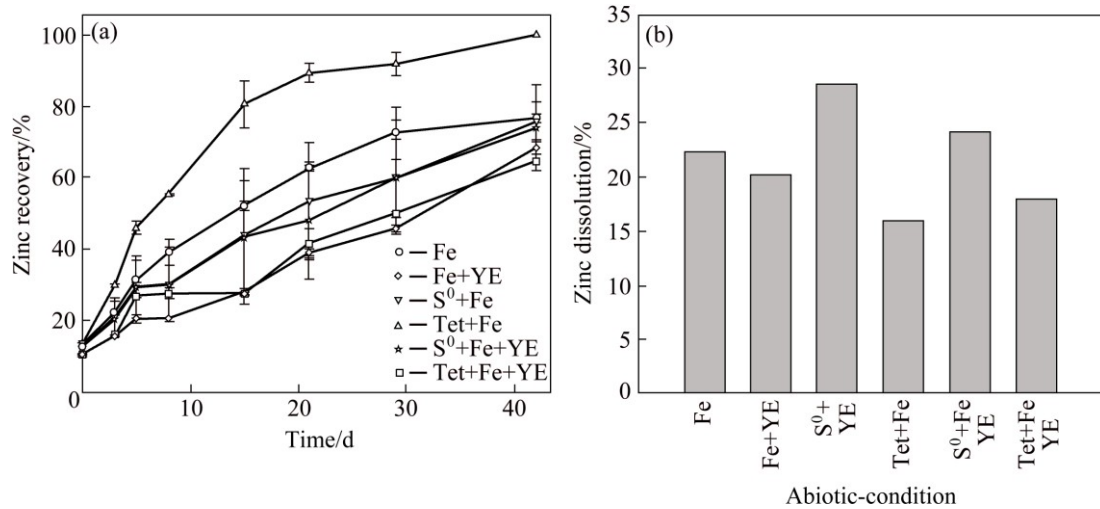 (a)
Zinc recovery/%
100
80
60
40
20
0
0
10
20
29
40
Time/d
Fe
Fe+YE
S⁰+Fe
Tet+Fe
S⁰+Fe+YE
Tet+Fe+YE
(b)
Zinc dissolution/%
35
30
25
20
15
10
5
0
Fe
Fe+YE
S⁰+
YE
Tet+Fe
S⁰+Fe
YE
Tet+Fe
YE
Abiotic-condition